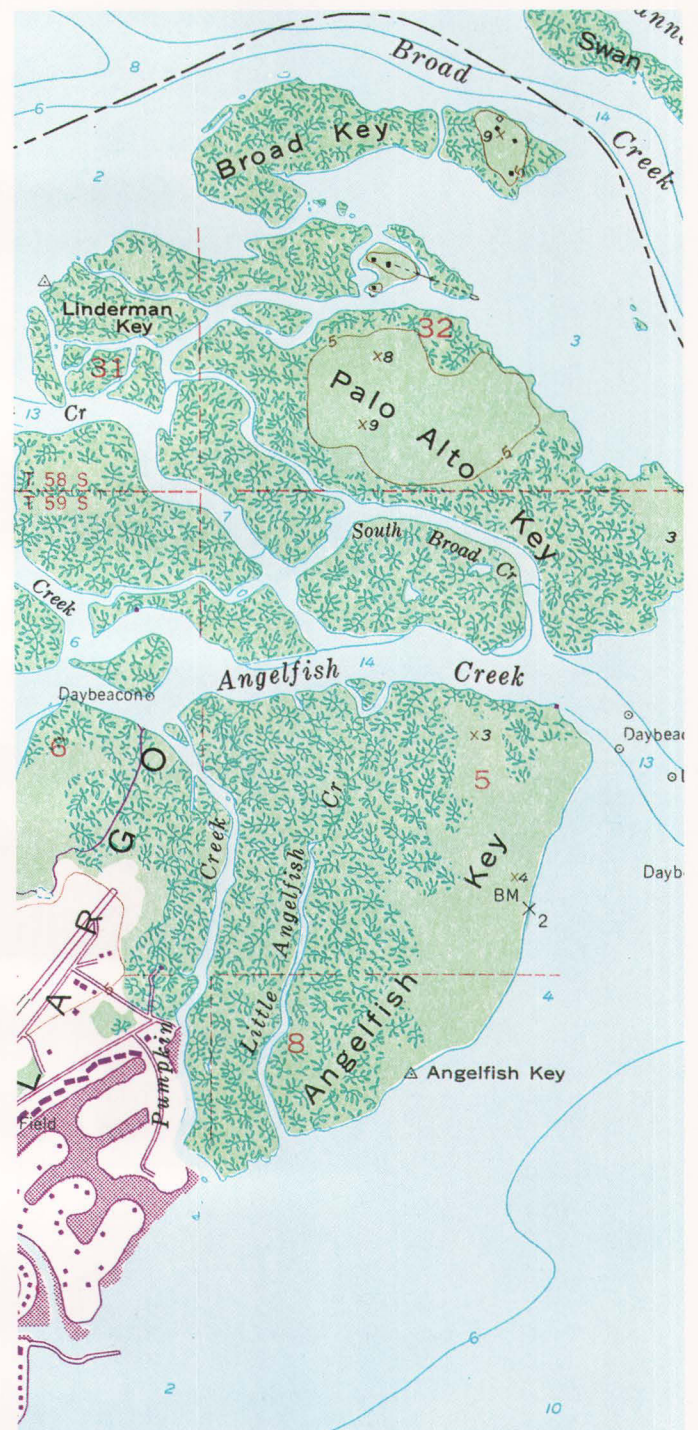 Swan
Broad
Creek
8
6
14
2
Broad Key
9
Linderman
Key
31
32
5
8
3
Palo Alto
Key
9
5
13
Cr
T 58 S
T 59 S
7
South Broad Cr
3
Creek
6
Angelfish Creek
14
Daybeacon
6
3
5
13
O
G
R
A
L
Creek
Little Angelfish Cr
Key
4
BM
2
Daybeac
Dayb
4
8
Angelfish
Angelfish Key
Pumpkin
Field
6
2
10